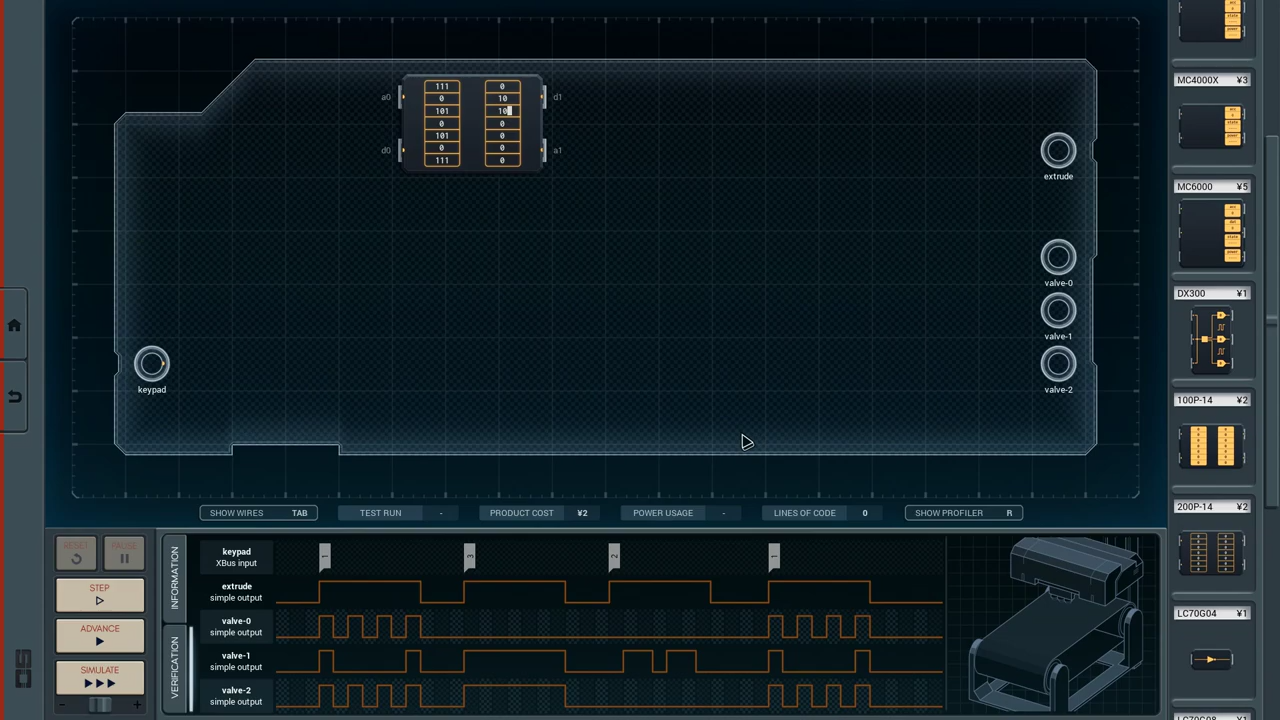 MC4000X ¥3
MC6000 ¥5
DX300 ¥1
100P-14 ¥2
200P-14 ¥2
LC70G04 ¥1
a0
d0
111
0
101
0
101
0
111
0
10
10
0
0
0
0
d1
a1
extrude
valve-0
valve-1
valve-2
keypad
SHOW WIRES TAB
TEST RUN -
PRODUCT COST ¥2
POWER USAGE -
LINES OF CODE 0
SHOW PROFILER R
RESET
PAUSE
STEP
ADVANCE
SIMULATE
- +
INFORMATION
VERIFICATION
keypad
XBus input
1 3 2 1
extrude
simple output
valve-0
simple output
valve-1
simple output
valve-2
simple output